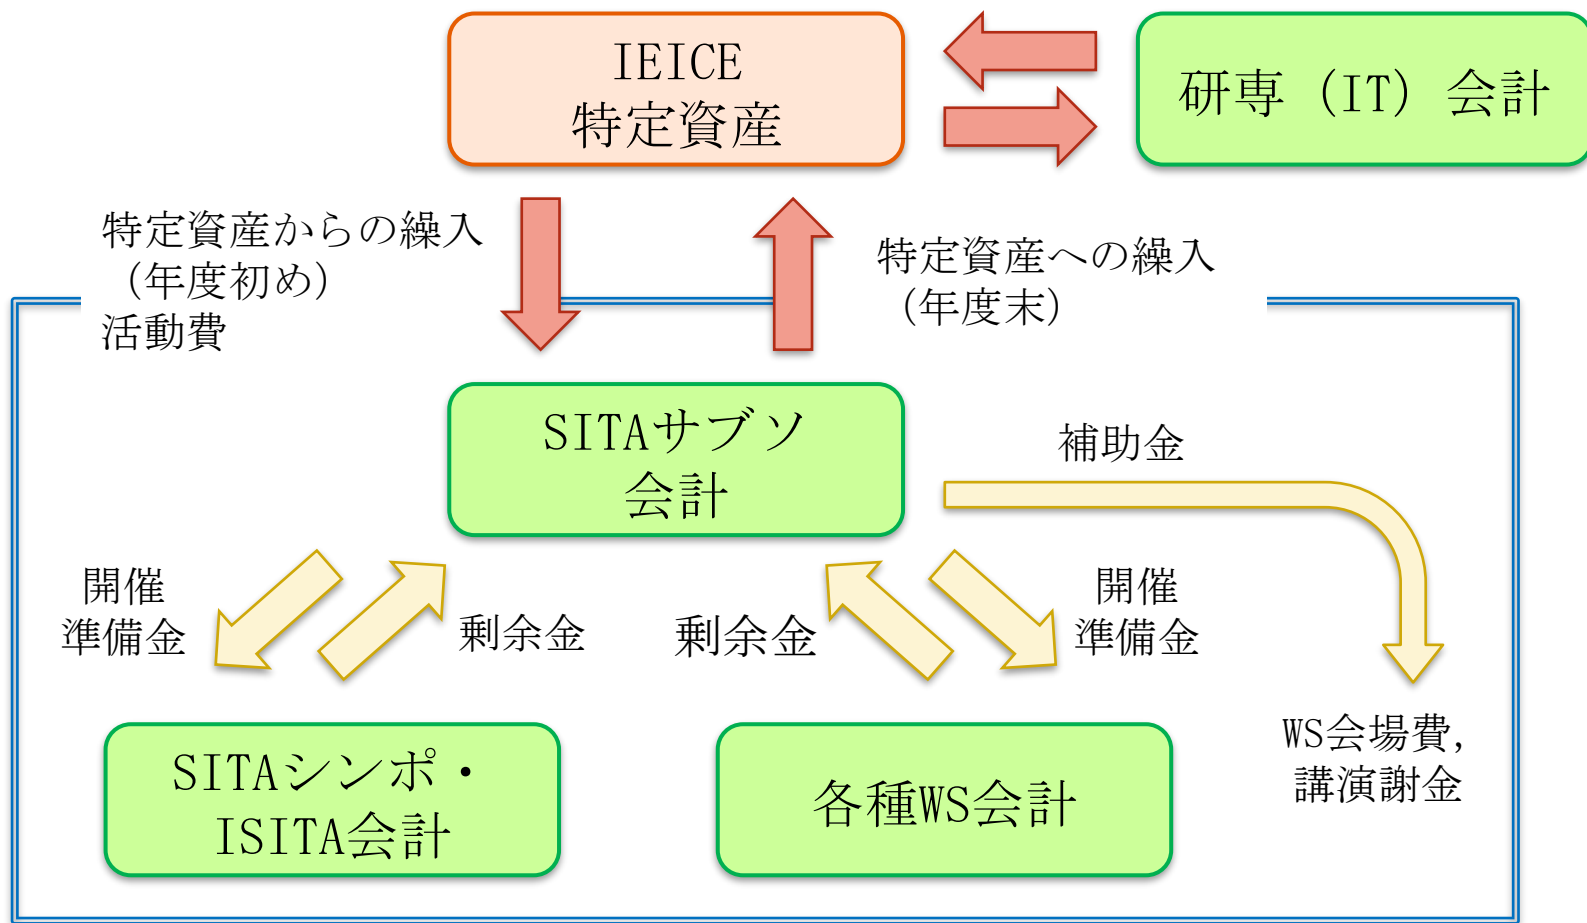 IEICE
特定資産
研専（IT）会計
特定資産からの繰入
（年度初め）
活動費
特定資産への繰入
（年度末）
SITAサブソ
会計
補助金
開催
準備金
剰余金
剰余金
開催
準備金
SITAシンポ・
ISITA会計
各種WS会計
WS会場費,
講演謝金